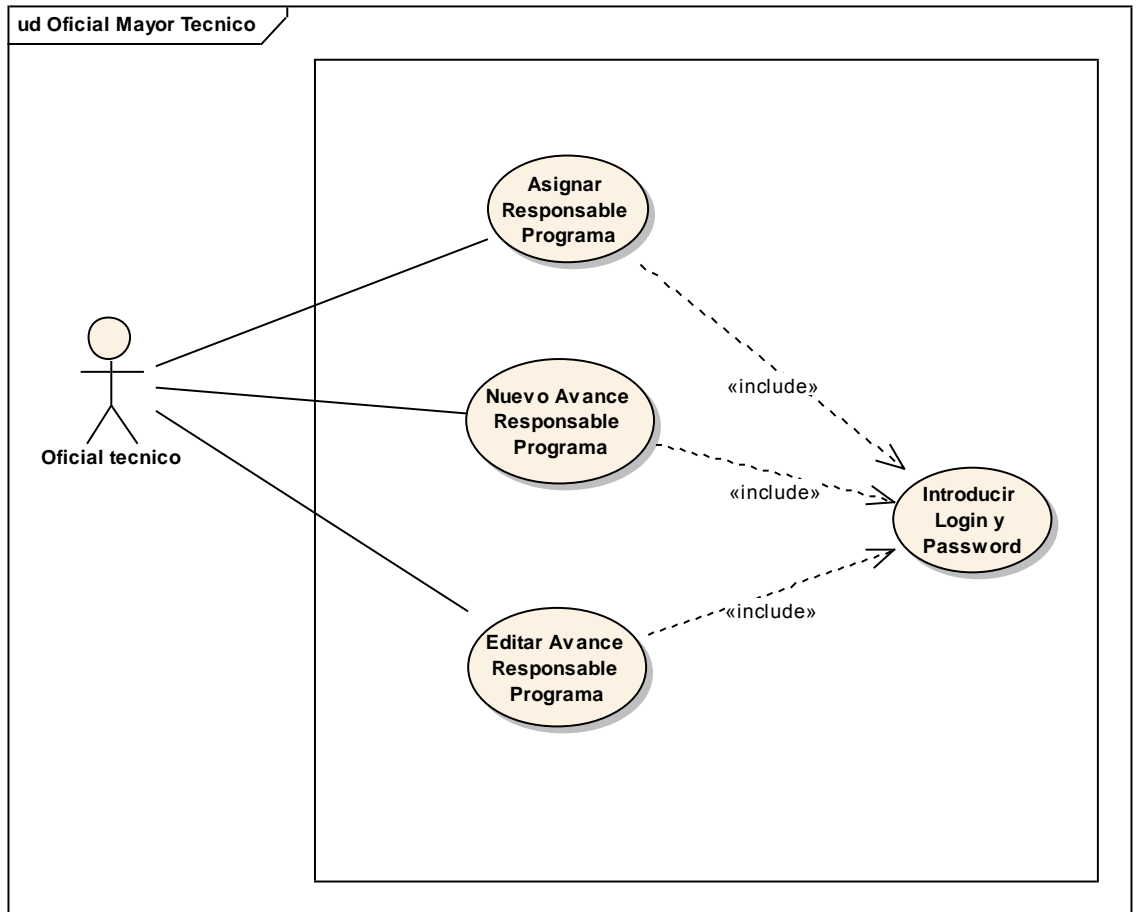 ud Oficial Mayor Tecnico
Asignar
Responsable
Programa
«include»
Nuevo Avance
Responsable
Programa
«include»
Oficial tecnico
Introducir
Login y
Password
Editar Avance
Responsable
Programa
«include»